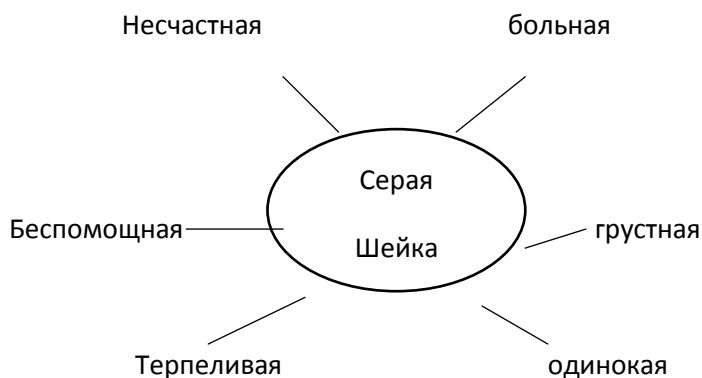 Несчастная больная
Серая
Беспомощная грустная
Шейка
Терпеливая одинокая